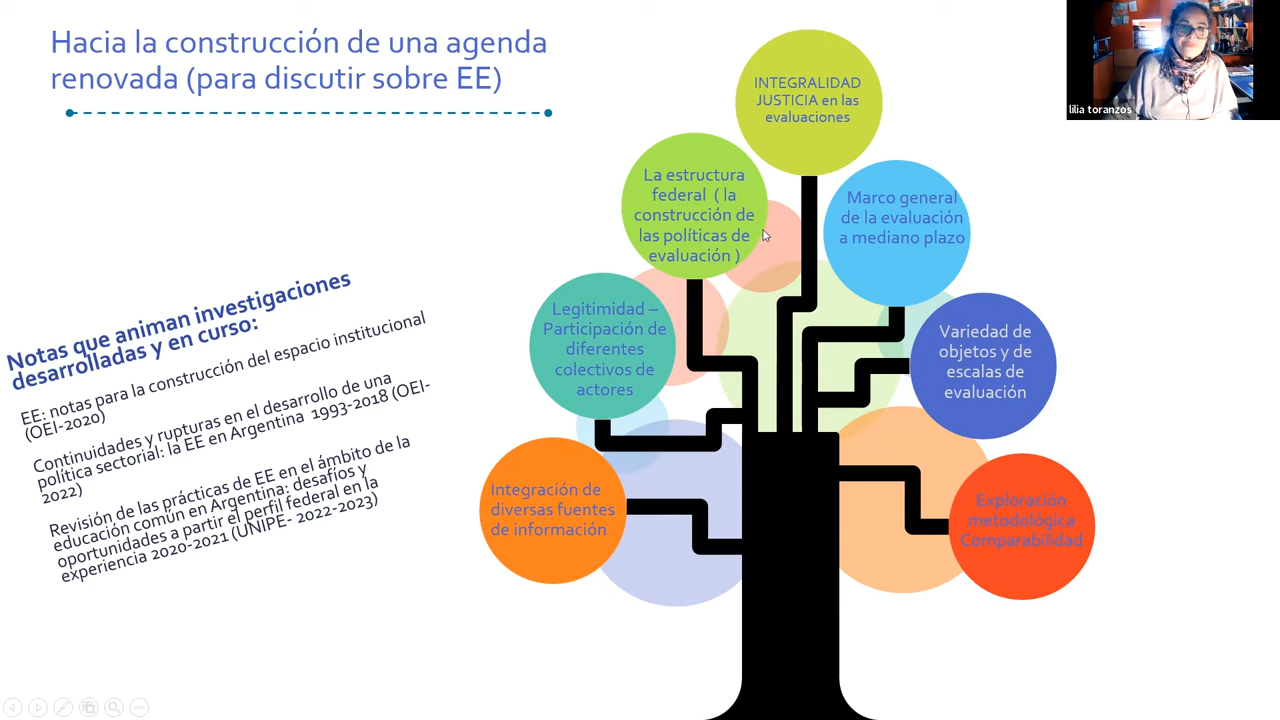 Hacia la construcción de una agenda
renovada (para discutir sobre EE)
lilia toranzos
INTEGRALIDAD
JUSTICIA en las
evaluaciones
La estructura
federal ( la
construcción de
las políticas de
evaluación )
Marco general
de la evaluación
a mediano plazo
Legitimidad –
Participación de
diferentes
colectivos de
actores
Variedad de
objetos y de
escalas de
evaluación
Integración de
diversas fuentes
de información
Exploración
metodológica
Comparabilidad
Notas que animan investigaciones
desarrolladas y en curso:
EE: notas para la construcción del espacio institucional
(OEI-2020)
Continuidades y rupturas en el desarrollo de una
política sectorial: la EE en Argentina 1993-2018 (OEI-
2022)
Revisión de las prácticas de EE en el ámbito de la
educación común en Argentina: desafíos y
oportunidades a partir el perfil federal en la
experiencia 2020-2021 (UNIPE- 2022-2023)